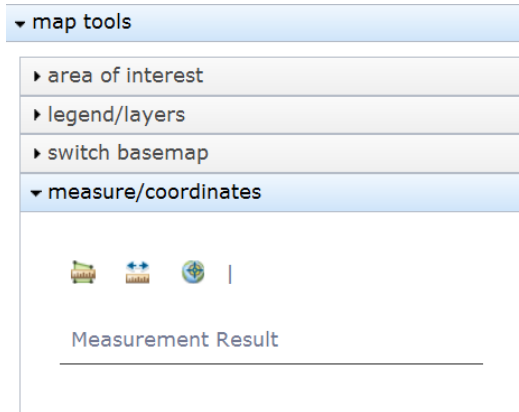 map tools
area of interest
legend/layers
switch basemap
measure/coordinates
|
Measurement Result